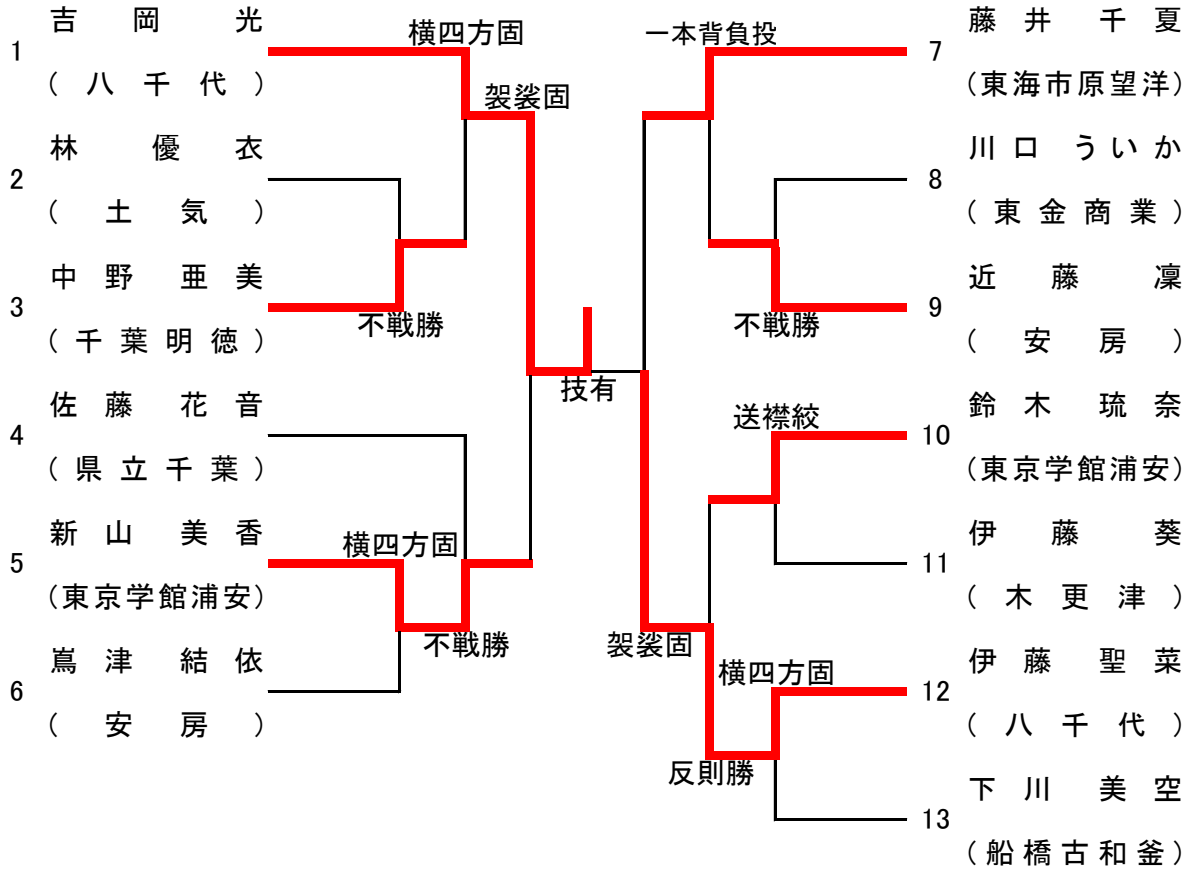 吉岡 光
1
(八千代)
林 優衣
2
(土気)
中野 亜美
3
(千葉明徳)
佐藤 花音
4
(県立千葉)
新山 美香
5
(東京学館浦安)
嶌津 結依
6
(安房)
横四方固
袈裟固
不戦勝
横四方固
不戦勝
技有
一本背負投
不戦勝
送襟絞
袈裟固
横四方固
反則勝
藤井 千夏
7
(東海市原望洋)
川口 ういか
8
(東金商業)
近藤 凜
9
(安房)
鈴木 琉奈
10
(東京学館浦安)
伊藤 葵
11
(木更津)
伊藤 聖菜
12
(八千代)
下川 美空
13
(船橋古和釜)